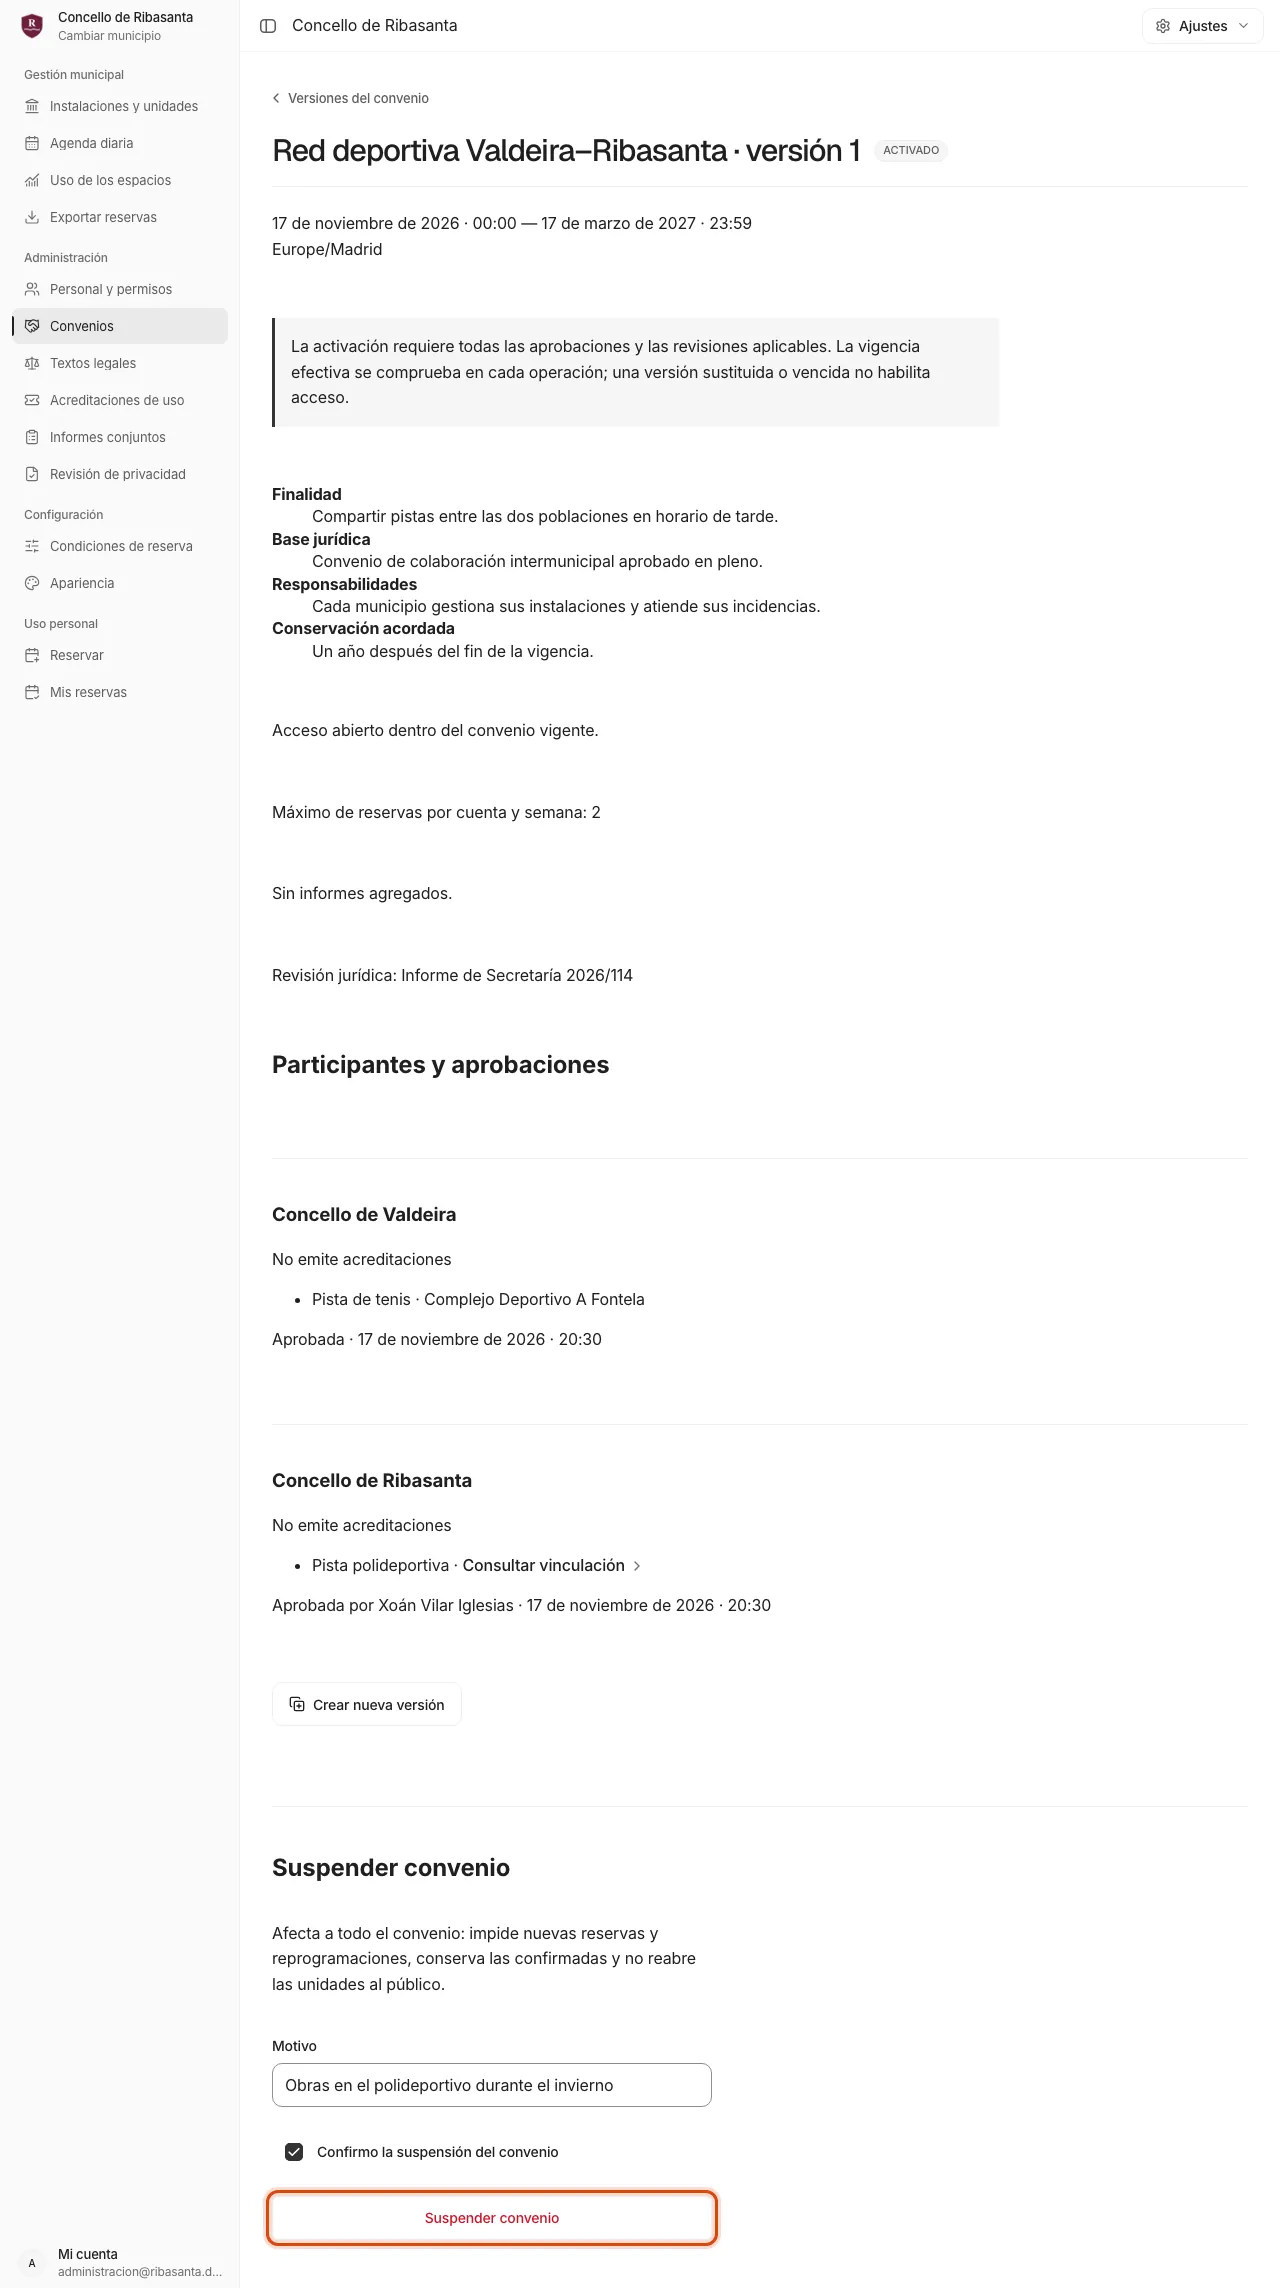 R
Concello de Ribasanta
Cambiar municipio
Gestión municipal
Instalaciones y unidades
Agenda diaria
Uso de los espacios
Exportar reservas
Administración
Personal y permisos
Convenios
Textos legales
Acreditaciones de uso
Informes conjuntos
Revisión de privacidad
Configuración
Condiciones de reserva
Apariencia
Uso personal
Reservar
Mis reservas
A
Mi cuenta
administracion@ribasanta.d...
Concello de Ribasanta
Ajustes
Versiones del convenio
Red deportiva Valdeira–Ribasanta · versión 1 ACTIVADO
17 de noviembre de 2026 · 00:00 — 17 de marzo de 2027 · 23:59
Europe/Madrid
La activación requiere todas las aprobaciones y las revisiones aplicables. La vigencia
efectiva se comprueba en cada operación; una versión sustituida o vencida no habilita
acceso.
Finalidad
Compartir pistas entre las dos poblaciones en horario de tarde.
Base jurídica
Convenio de colaboración intermunicipal aprobado en pleno.
Responsabilidades
Cada municipio gestiona sus instalaciones y atiende sus incidencias.
Conservación acordada
Un año después del fin de la vigencia.
Acceso abierto dentro del convenio vigente.
Máximo de reservas por cuenta y semana: 2
Sin informes agregados.
Revisión jurídica: Informe de Secretaría 2026/114
Participantes y aprobaciones
Concello de Valdeira
No emite acreditaciones
• Pista de tenis · Complejo Deportivo A Fontela
Aprobada · 17 de noviembre de 2026 · 20:30
Concello de Ribasanta
No emite acreditaciones
• Pista polideportiva · Consultar vinculación
Aprobada por Xoán Vilar Iglesias · 17 de noviembre de 2026 · 20:30
Crear nueva versión
Suspender convenio
Afecta a todo el convenio: impide nuevas reservas y
reprogramaciones, conserva las confirmadas y no reabre
las unidades al público.
Motivo
Obras en el polideportivo durante el invierno
Confirmo la suspensión del convenio
Suspender convenio